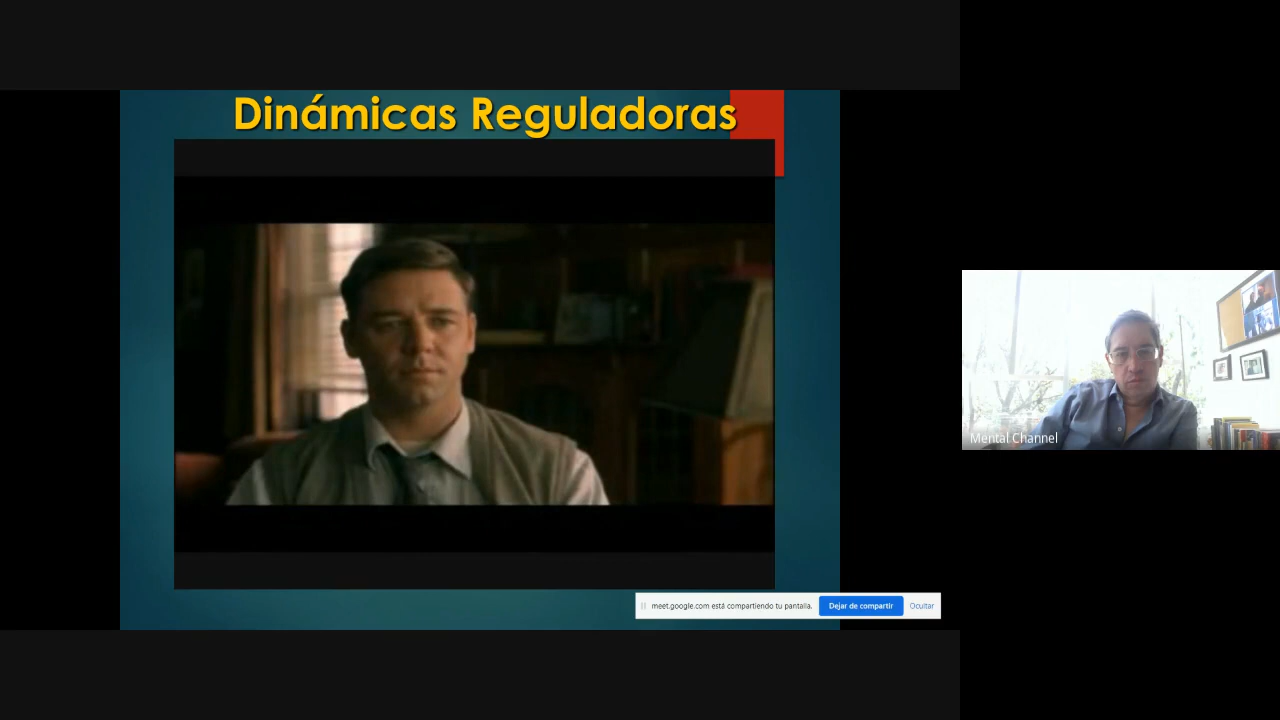 Dinámicas Reguladoras
Mental Channel
meet.google.com está compartiendo tu pantalla.
Dejar de compartir
Ocultar